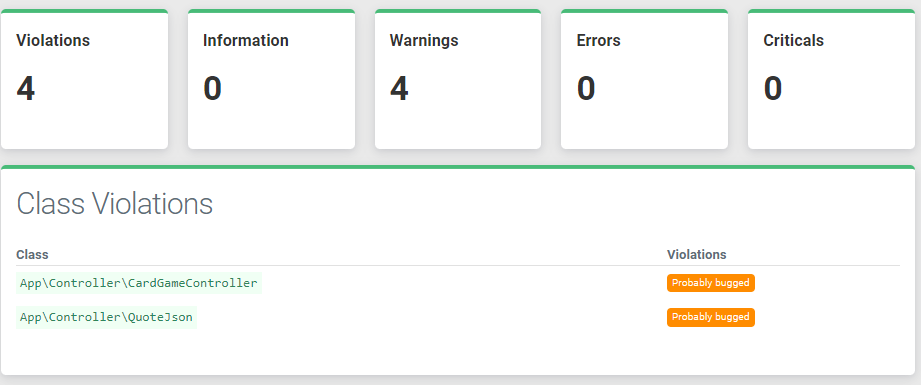 Violations Information Warnings Errors Criticals
4 0 4 0 0
Class Violations
Class Violations
App\Controller\CardGameController Probably bugged
App\Controller\QuoteJson Probably bugged